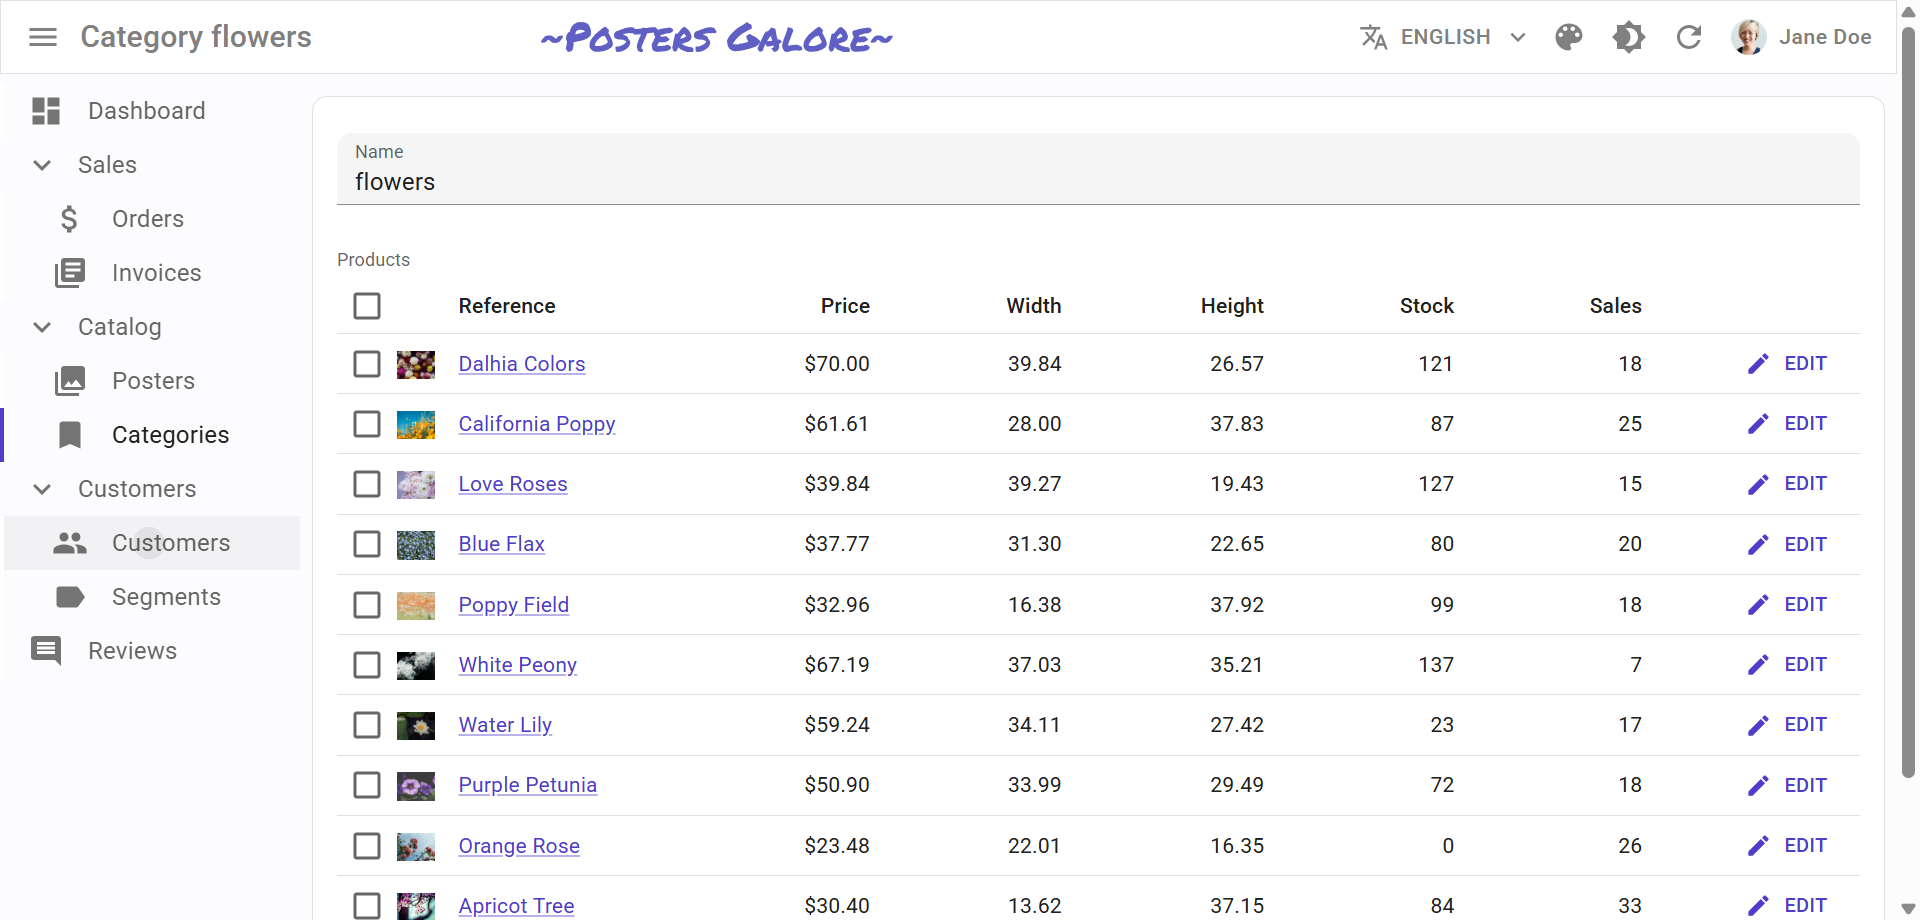 Category flowers
~Posters Galore~
ENGLISH
Jane Doe
Dashboard
Sales
Orders
Invoices
Catalog
Posters
Categories
Customers
Customers
Segments
Reviews
Name
flowers
Products
Reference Price Width Height Stock Sales
Dalhia Colors $70.00 39.84 26.57 121 18 EDIT
California Poppy $61.61 28.00 37.83 87 25 EDIT
Love Roses $39.84 39.27 19.43 127 15 EDIT
Blue Flax $37.77 31.30 22.65 80 20 EDIT
Poppy Field $32.96 16.38 37.92 99 18 EDIT
White Peony $67.19 37.03 35.21 137 7 EDIT
Water Lily $59.24 34.11 27.42 23 17 EDIT
Purple Petunia $50.90 33.99 29.49 72 18 EDIT
Orange Rose $23.48 22.01 16.35 0 26 EDIT
Apricot Tree $30.40 13.62 37.15 84 33 EDIT